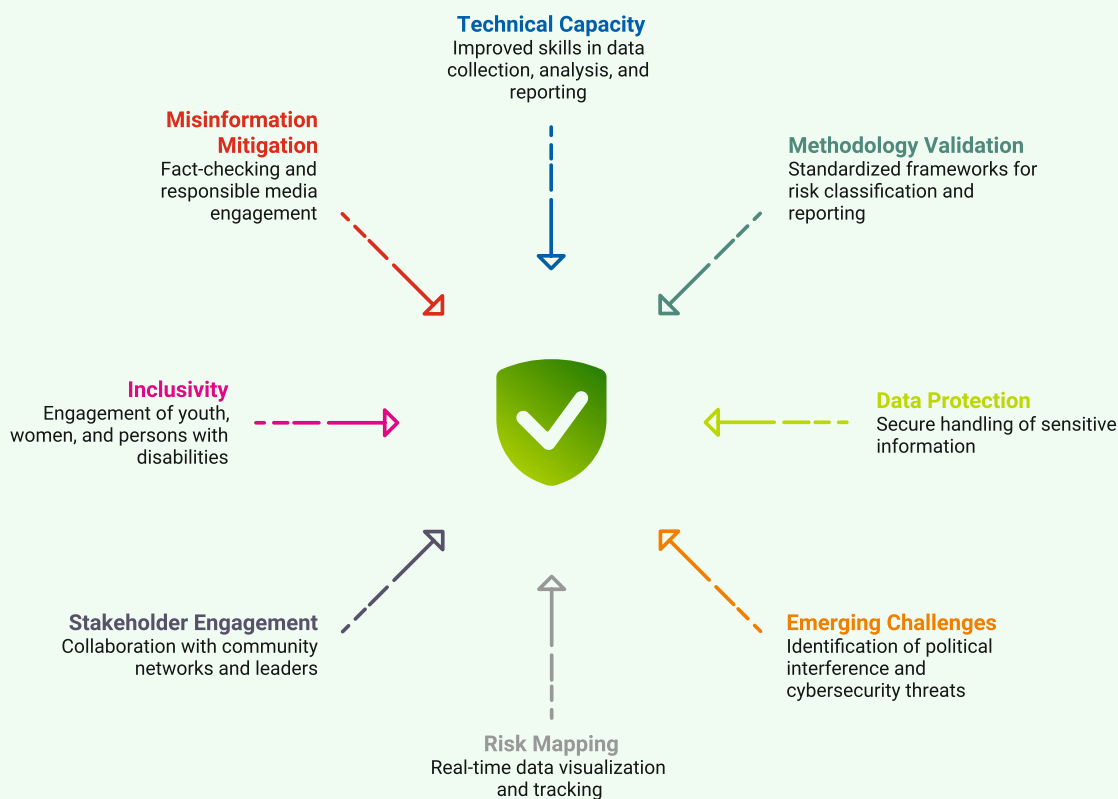 Technical Capacity
Improved skills in data
collection, analysis, and
reporting
Misinformation
Mitigation
Fact-checking and
responsible media
engagement
Methodology Validation
Standardized frameworks for
risk classification and
reporting
Inclusivity
Engagement of youth,
women, and persons with
disabilities
Data Protection
Secure handling of sensitive
information
Stakeholder Engagement
Collaboration with community
networks and leaders
Emerging Challenges
Identification of political
interference and
cybersecurity threats
Risk Mapping
Real-time data visualization
and tracking